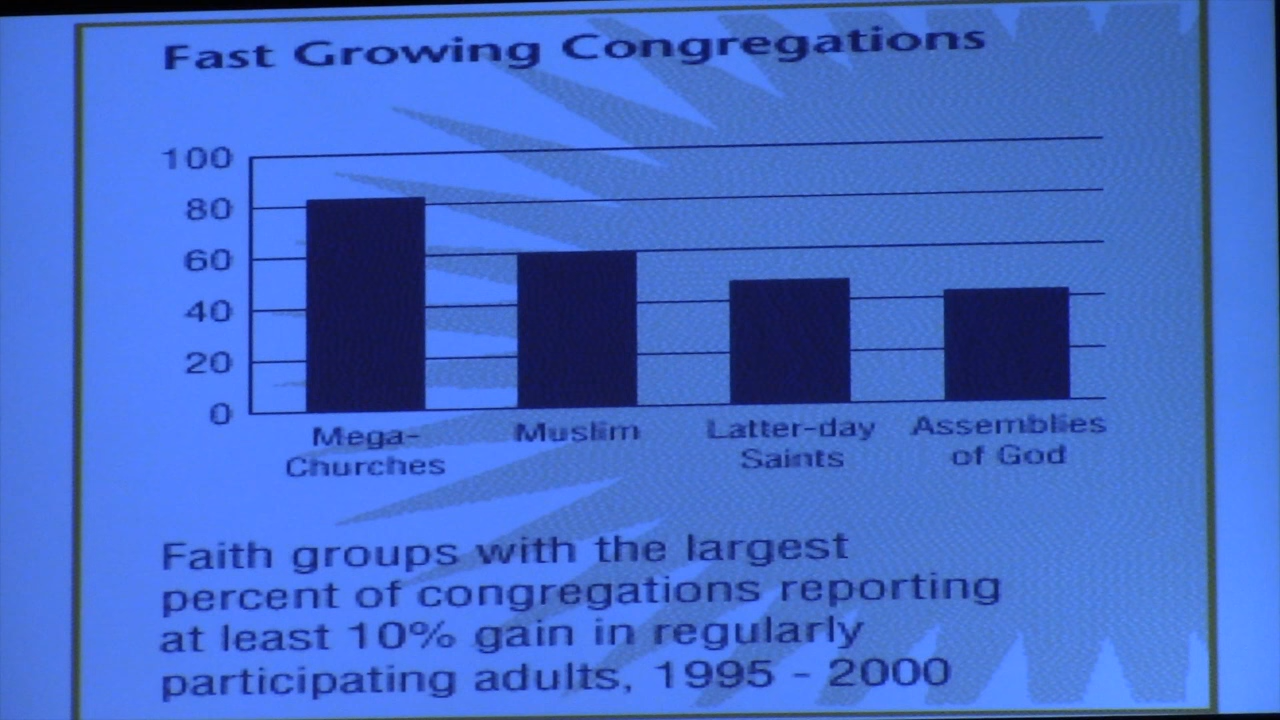 Fast Growing Congregations
100
80
60
40
20
0
Mega-
Churches
Muslim
Latter-day
Saints
Assemblies
of God
Faith groups with the largest
percent of congregations reporting
at least 10% gain in regularly
participating adults, 1995 - 2000